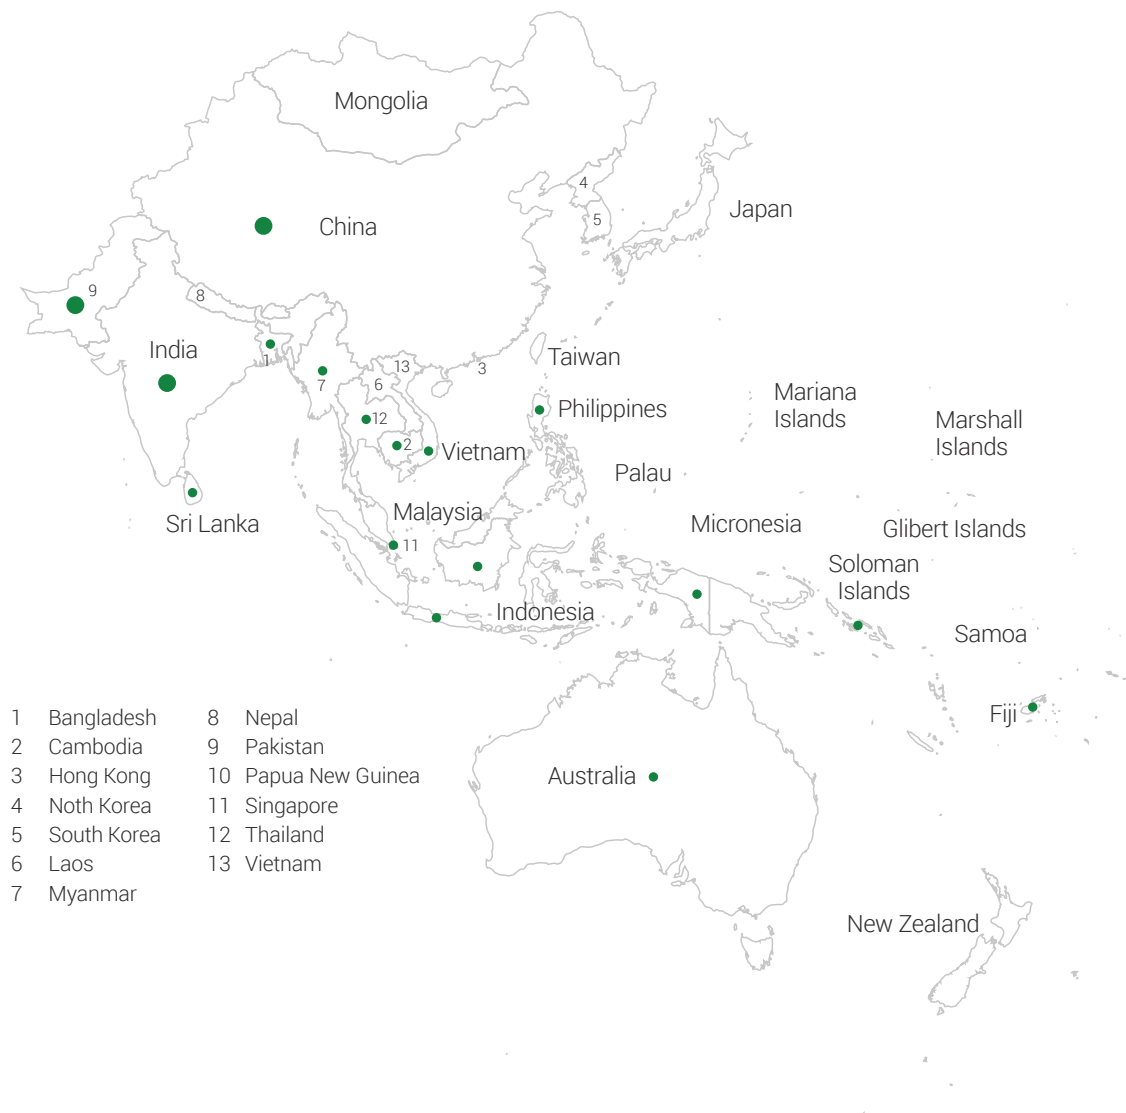 Mongolia
4
Japan
5
China
9
8
India
1
7
13
3
6
Taiwan
12
Philippines
Mariana
Islands
Marshall
Islands
2
Vietnam
Palau
Sri Lanka
Malaysia
11
Micronesia
Glibert Islands
Soloman
Islands
Indonesia
Samoa
Fiji
Australia
New Zealand
1 Bangladesh
2 Cambodia
3 Hong Kong
4 Noth Korea
5 South Korea
6 Laos
7 Myanmar
8 Nepal
9 Pakistan
10 Papua New Guinea
11 Singapore
12 Thailand
13 Vietnam